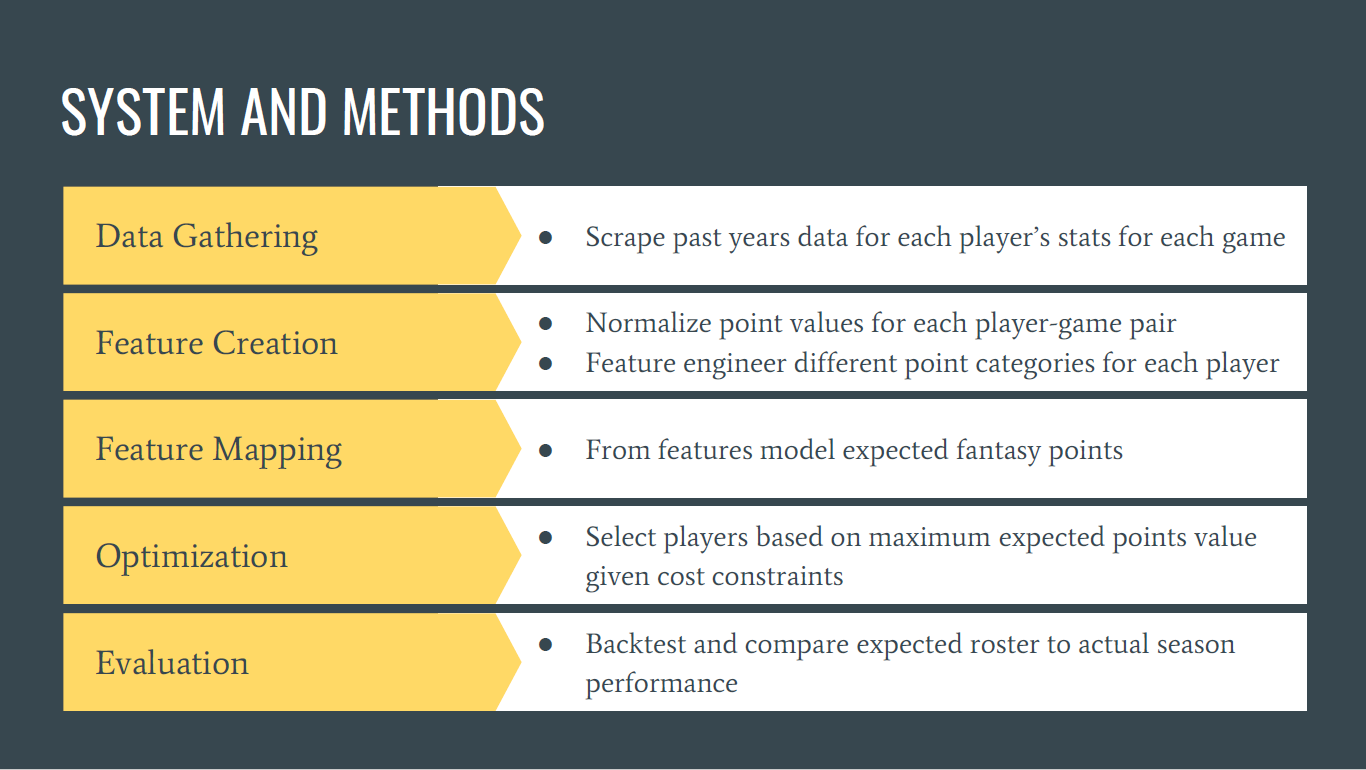 SYSTEM AND METHODS
Data Gathering
● Scrape past years data for each player’s stats for each game
Feature Creation
● Normalize point values for each player-game pair
● Feature engineer different point categories for each player
Feature Mapping
● From features model expected fantasy points
Optimization
● Select players based on maximum expected points value
given cost constraints
Evaluation
● Backtest and compare expected roster to actual season
performance